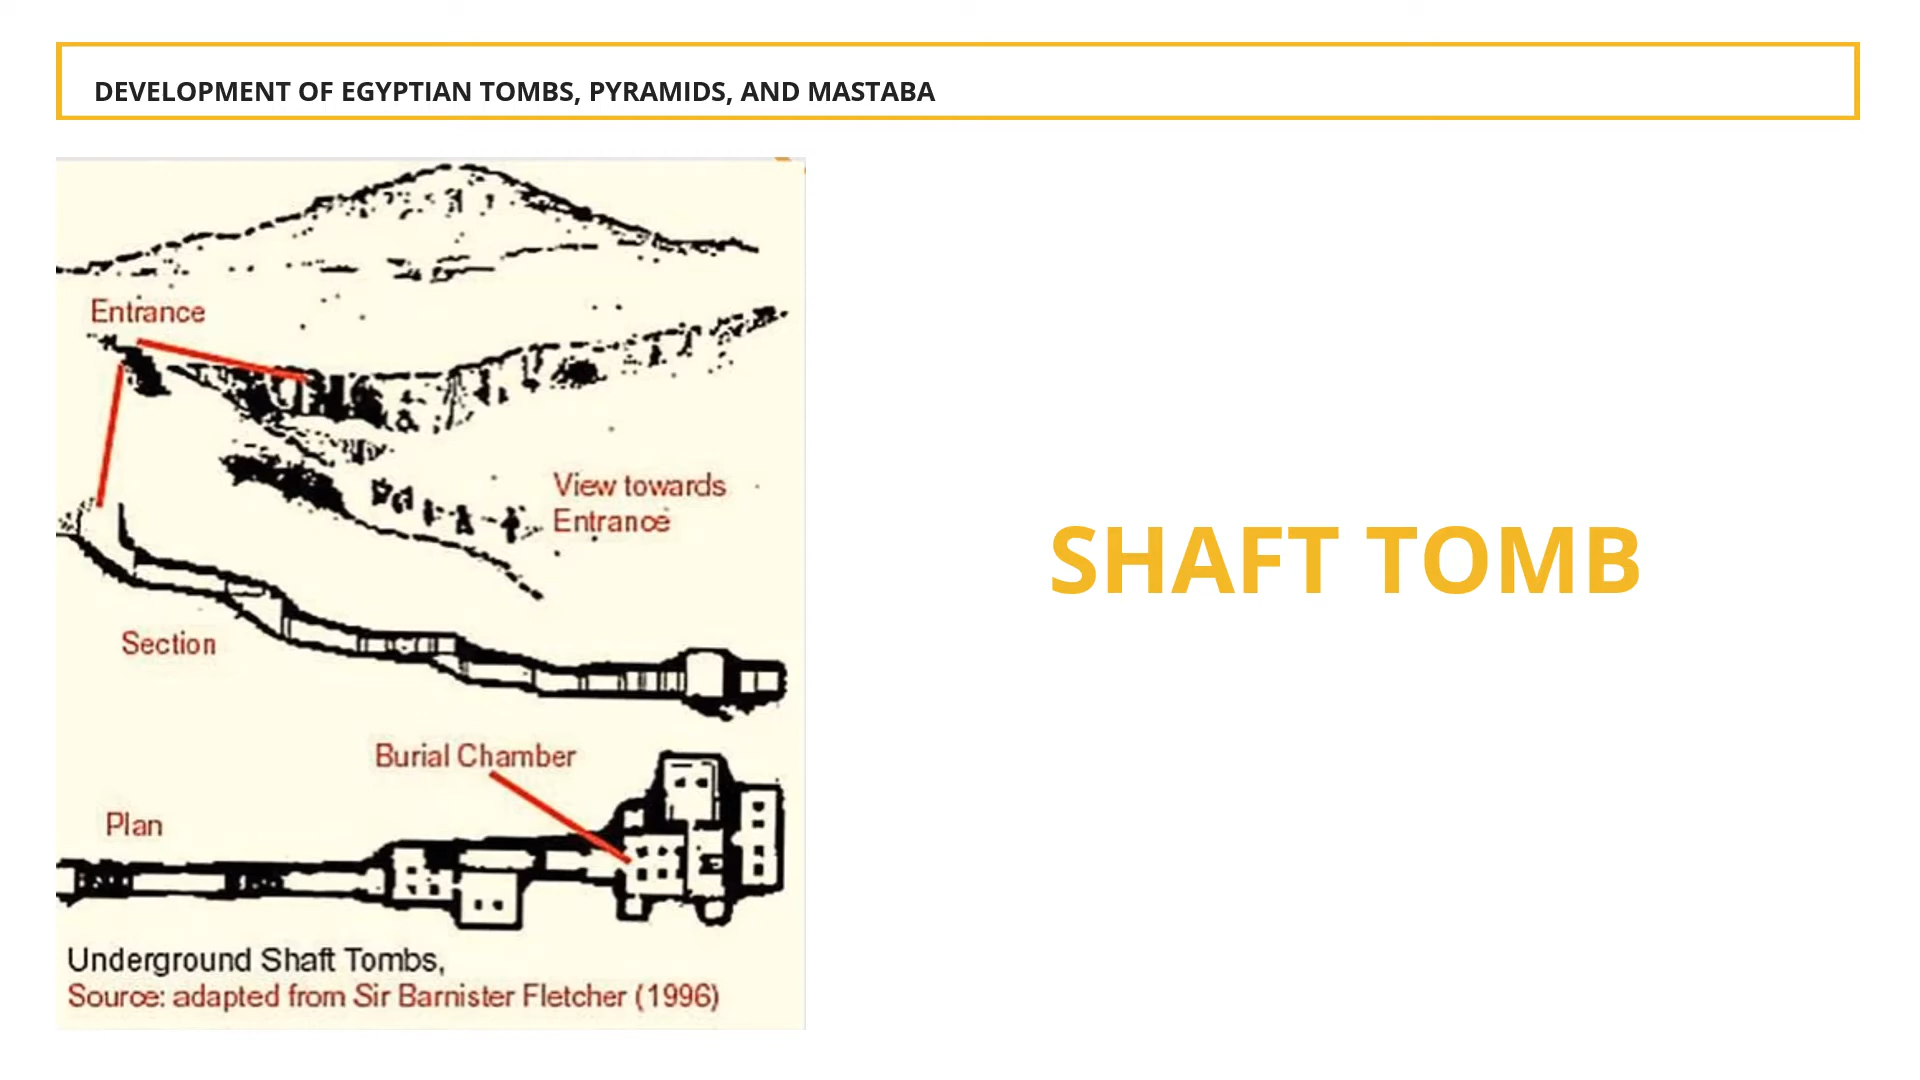 DEVELOPMENT OF EGYPTIAN TOMBS, PYRAMIDS, AND MASTABA
Entrance
View towards
Entrance
Section
Burial Chamber
Plan
Underground Shaft Tombs,
Source: adapted from Sir Barnister Fletcher (1996)
SHAFT TOMB